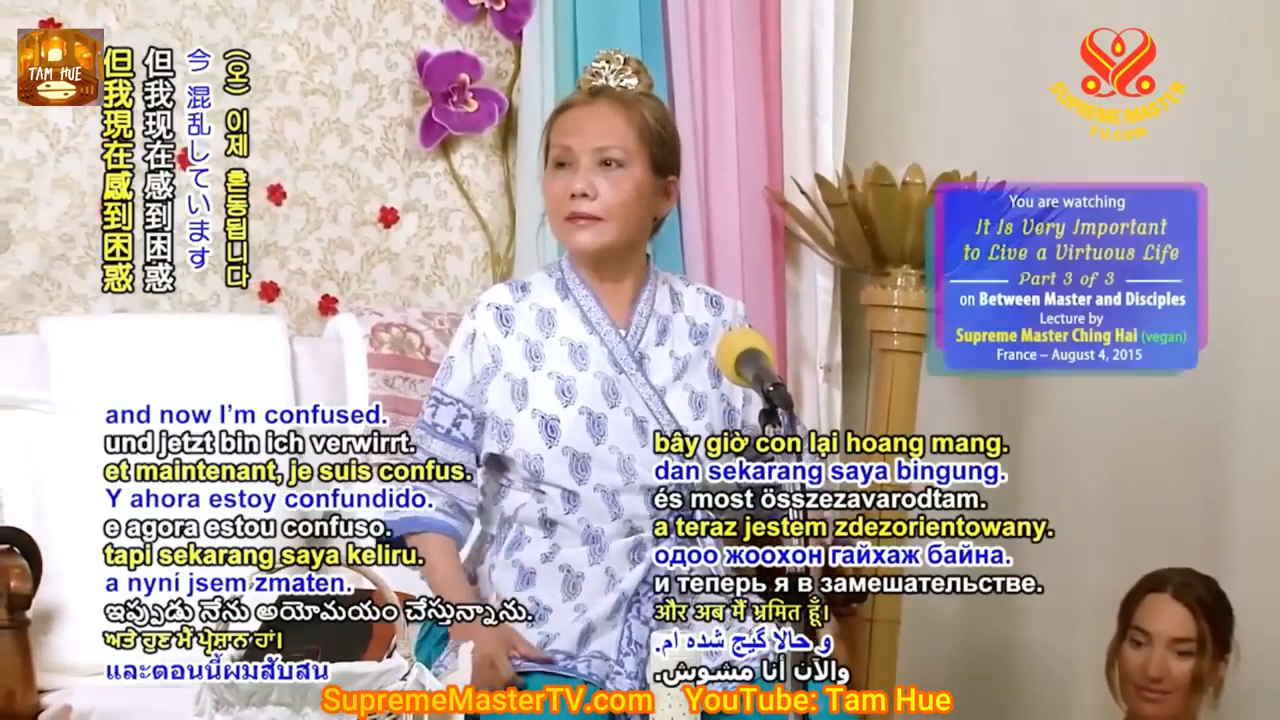 TAM HUE
但我現在感到困惑
但我现在感到困惑
今 混乱しています
(오) 이제 혼동됩니다
SUPREME MASTER
TV.com
You are watching
It Is Very Important
to Live a Virtuous Life
Part 3 of 3
on Between Master and Disciples
Lecture by
Supreme Master Ching Hai (vegan)
France – August 4, 2015
and now I'm confused.
und jetzt bin ich verwirrt.
et maintenant, je suis confus.
Y ahora estoy confundido.
e agora estou confuso.
tapi sekarang saya keliru.
a nyní jsem zmaten.
ఇప్పుడు నేను అయోమయం చేస్తున్నాను.
ਅਤੇ ਹੁਣ ਮੈਂ ਪ੍ਰੇਸ਼ਾਨ ਹਾਂ।
และตอนนี้ผมสับสน
bây giờ con lại hoang mang.
dan sekarang saya bingung.
és most összezavarodtam.
a teraz jestem zdezorientowany.
одоо жоохон гайхаж байна.
и теперь я в замешательстве.
और अब मैं भ्रमित हूँ।
و حالا گیج شده ام.
والآن أنا مشوش.
SupremeMasterTV.com YouTube: Tam Hue